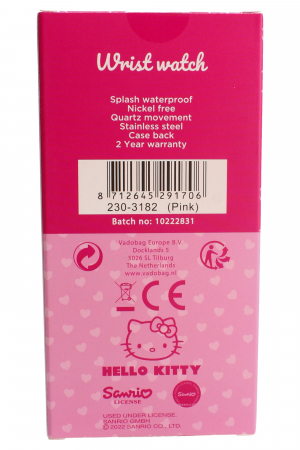 Wrist watch
Splash waterproof
Nickel free
Quartz movement
Stainless steel
Case back
2 Year warranty
8 712645 291706
230-3182 (Pink)
Batch no: 10222831
Vadobag Europe B.V
Docklands 5
5026 SL Tilburg
The Netherlands
www.vadobag.nl
CE
HELLO KITTY
Sanrio
LICENSE
Sanrio
USED UNDER LICENSE.
SANRIO GMBH
© 2022 SANRIO CO., LTD.